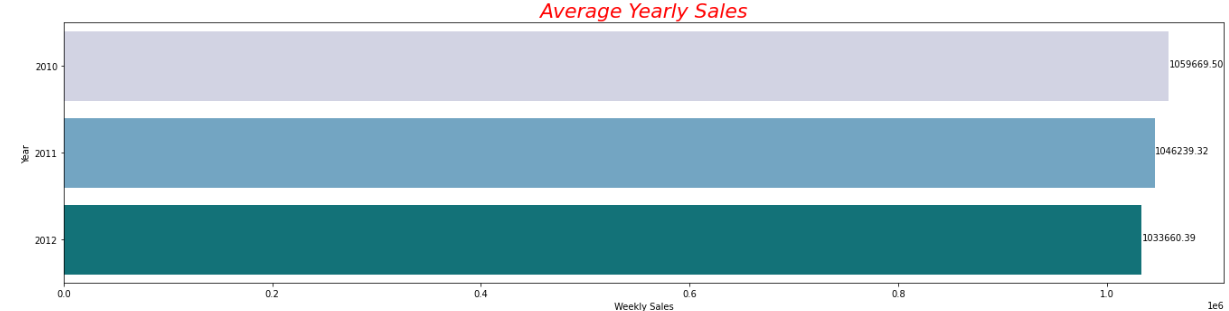 Average Yearly Sales
2010
1059669.50
2011
1046239.32
Year
2012
1033660.39
0.0 0.2 0.4 0.6 0.8 1.0
Weekly Sales
1e6